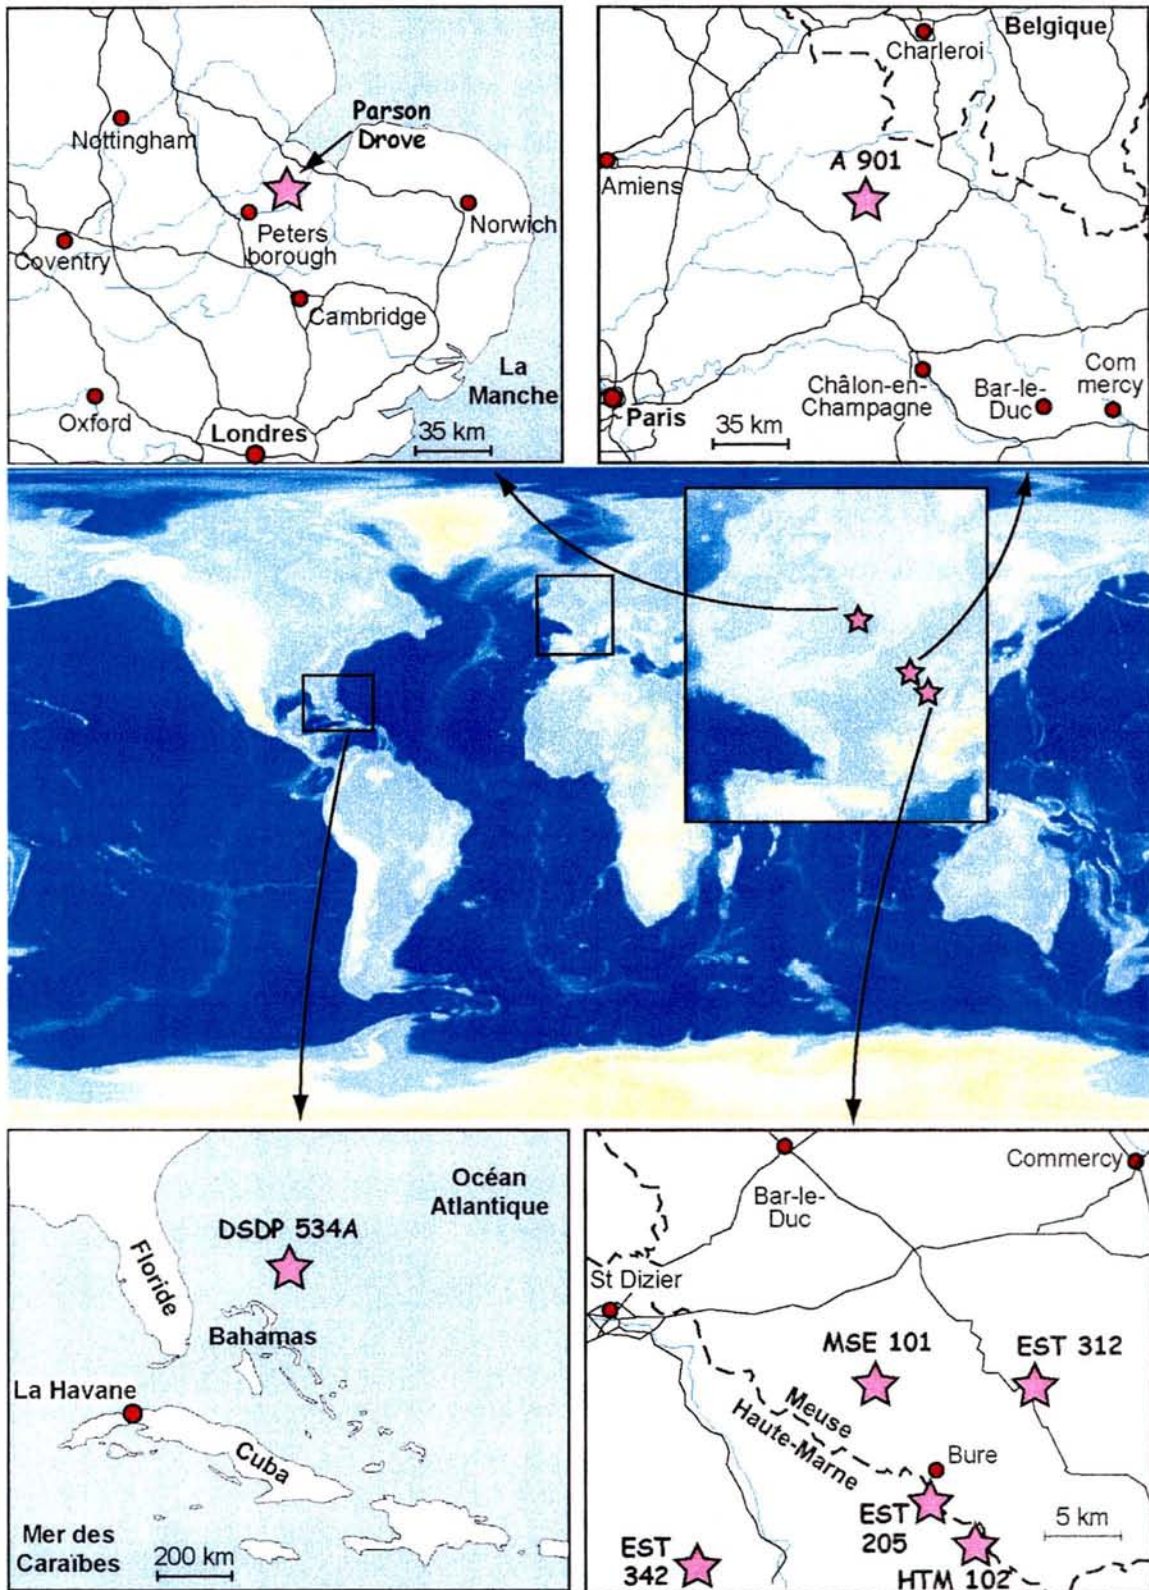 Parson
Drove
Nottingham
Norwich
Peters
borough
Coventry
Cambridge
La
Manche
Oxford
Londres
35 km
Belgique
Charleroi
A 901
Amiens
Châlon-en-
Champagne
Bar-le-
Duc
Com
mercy
Paris
35 km
Océan
Atlantique
DSDP 534A
Floride
Bahamas
La Havane
Cuba
Mer des
Caraïbes
200 km
Commercy
Bar-le-
Duc
St Dizier
MSE 101
EST 312
Meuse
Haute-Marne
Bure
EST
205
5 km
EST
342
HTM 102